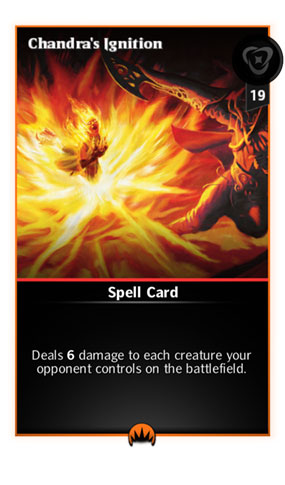 Chandra's Ignition
19
Spell Card
Deals 6 damage to each creature your
opponent controls on the battlefield.